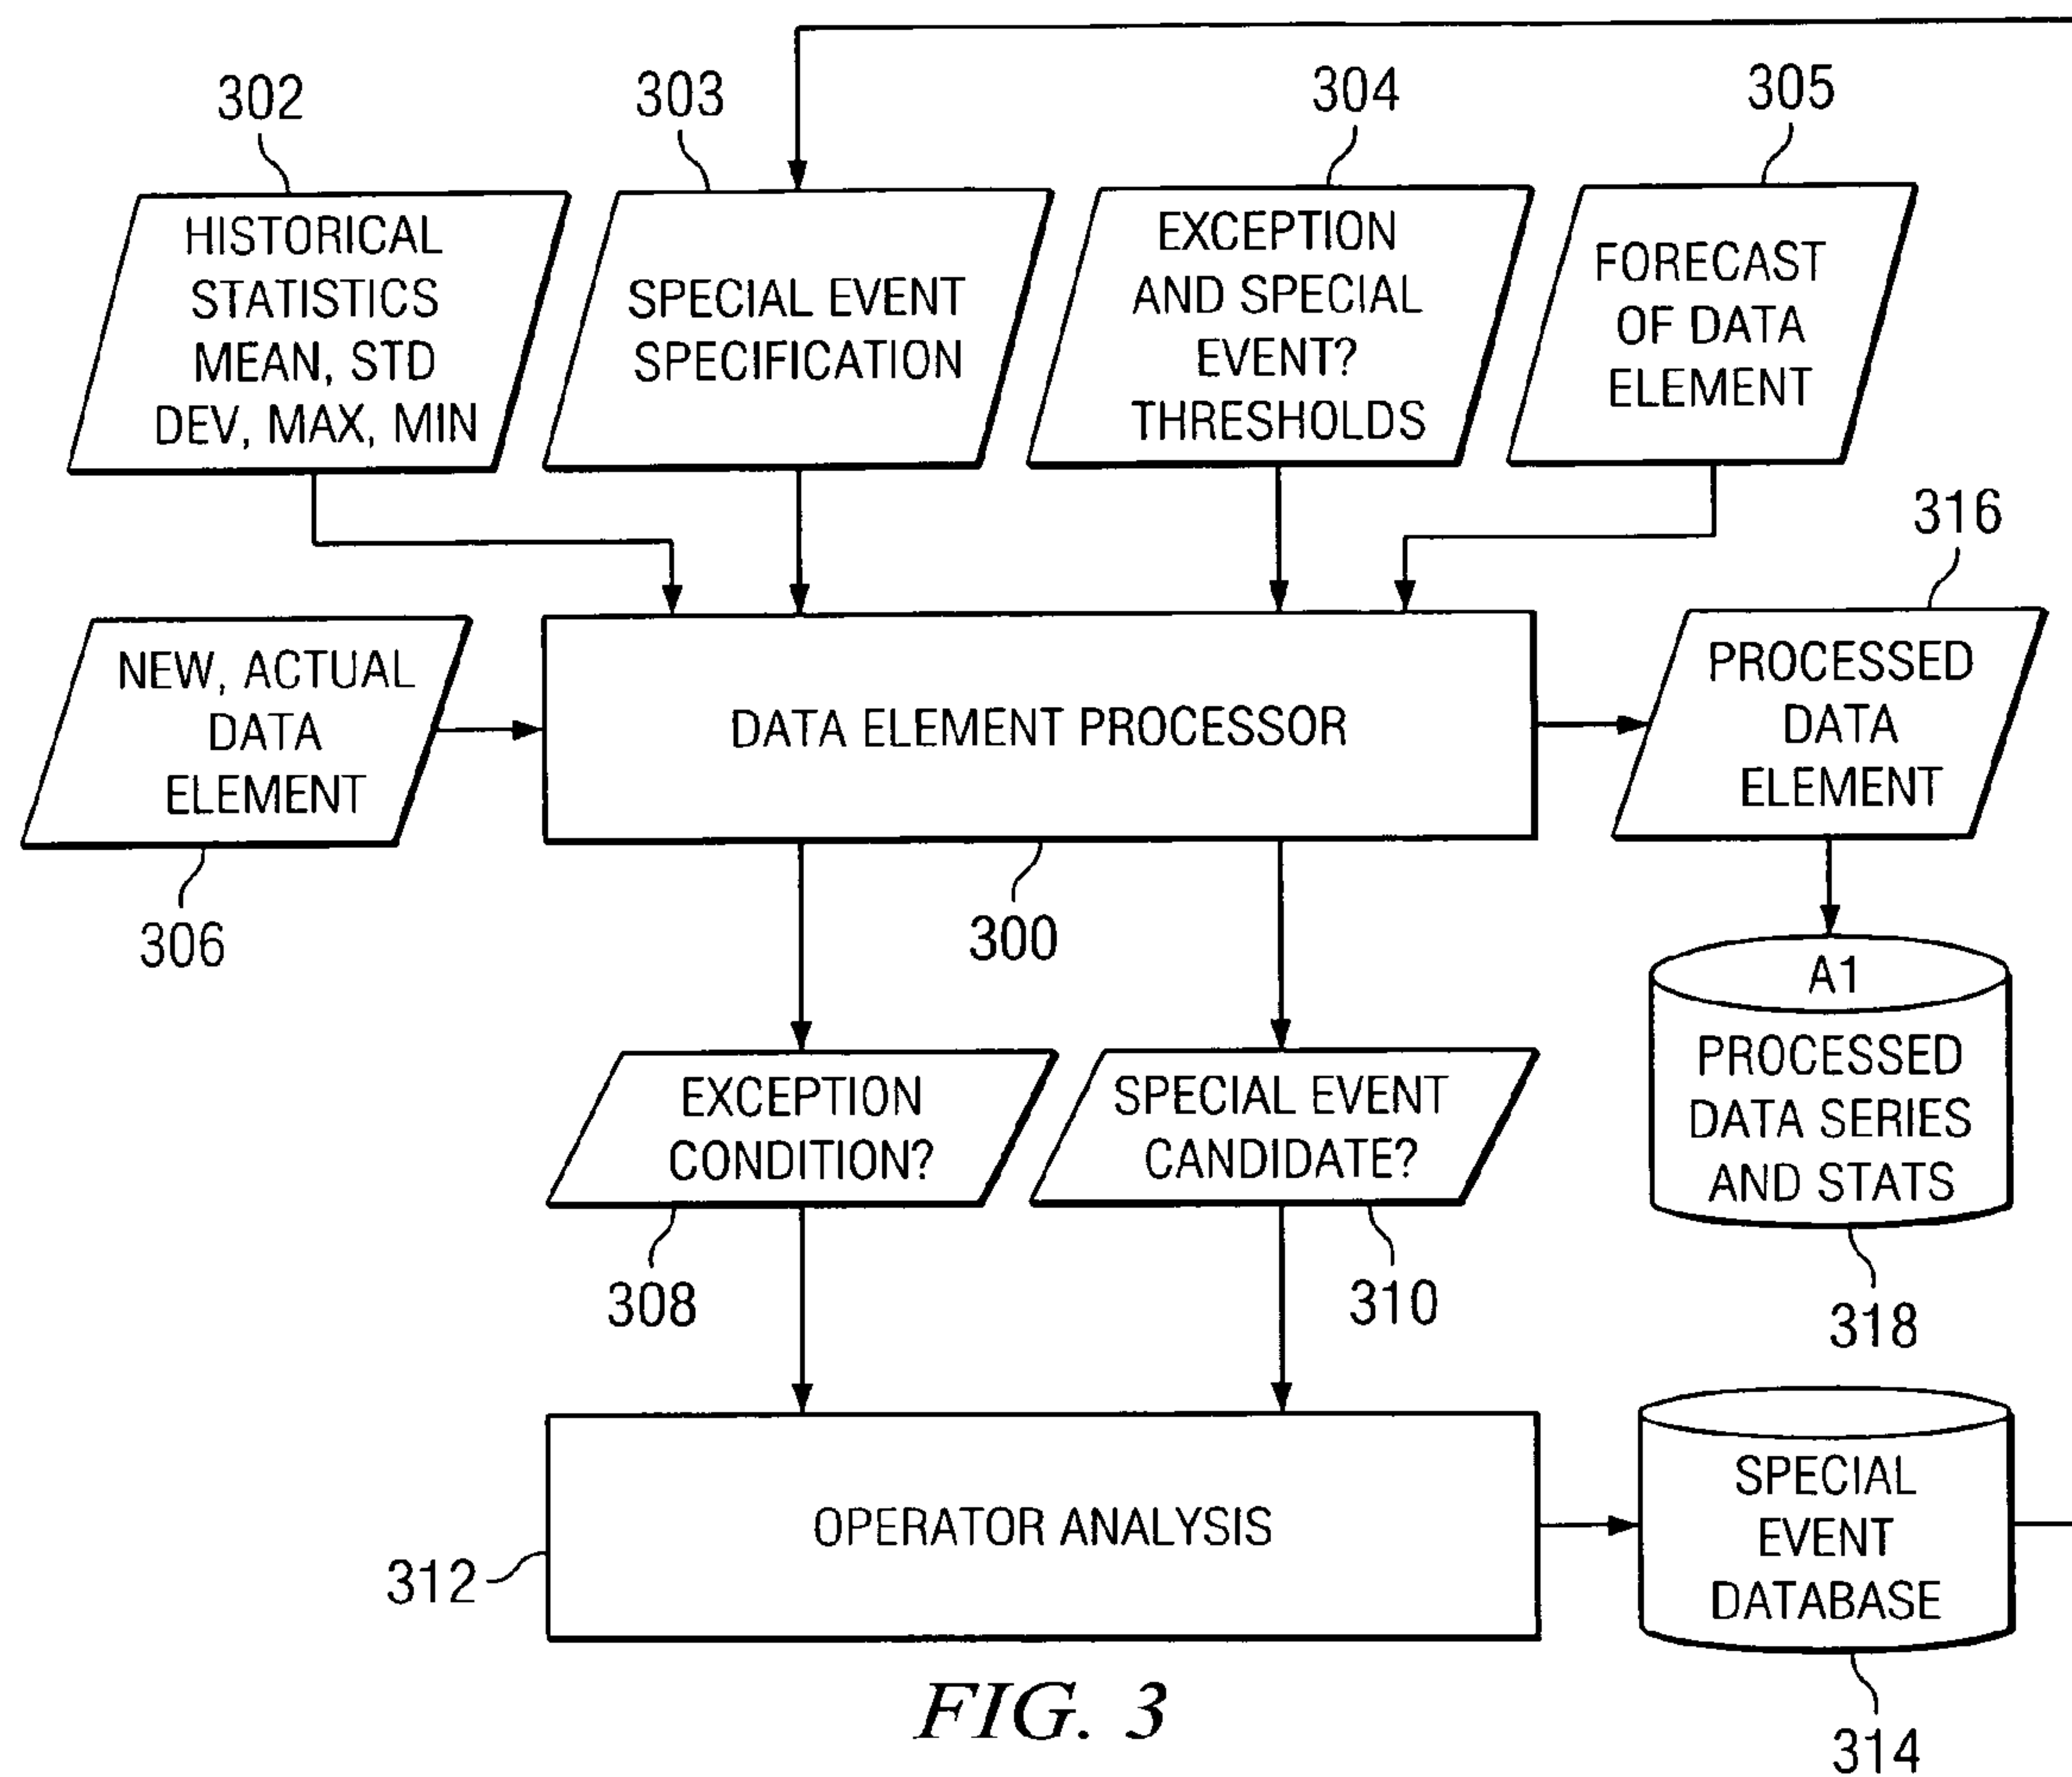 302
303
304
305
HISTORICAL
STATISTICS
MEAN, STD
DEV, MAX, MIN
SPECIAL EVENT
SPECIFICATION
EXCEPTION
AND SPECIAL
EVENT?
THRESHOLDS
FORECAST
OF DATA
ELEMENT
316
NEW, ACTUAL
DATA
ELEMENT
306
DATA ELEMENT PROCESSOR
300
PROCESSED
DATA
ELEMENT
A1
PROCESSED
DATA SERIES
AND STATS
318
EXCEPTION
CONDITION?
308
SPECIAL EVENT
CANDIDATE?
310
OPERATOR ANALYSIS
312
SPECIAL
EVENT
DATABASE
314
FIG. 3